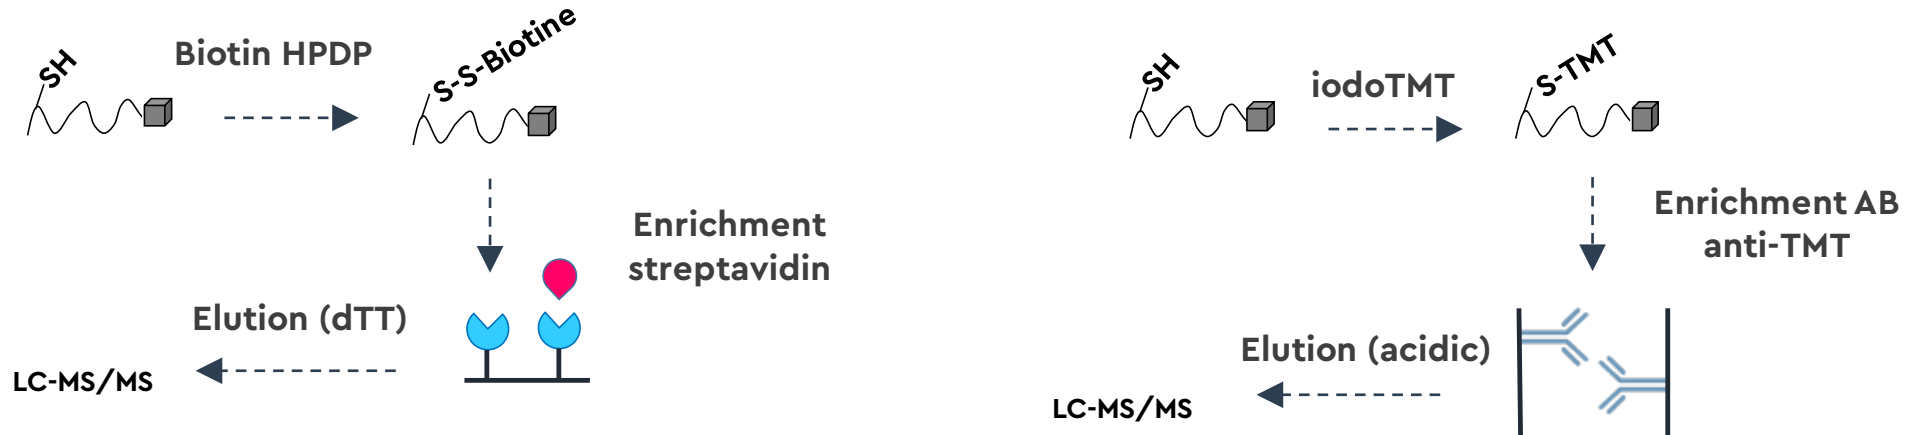 SH
Biotin HPDP
S-S-Biotine
Enrichment
streptavidin
Elution (dTT)
LC-MS/MS
SH
iodoTMT
S-TMT
Enrichment AB
anti-TMT
Elution (acidic)
LC-MS/MS